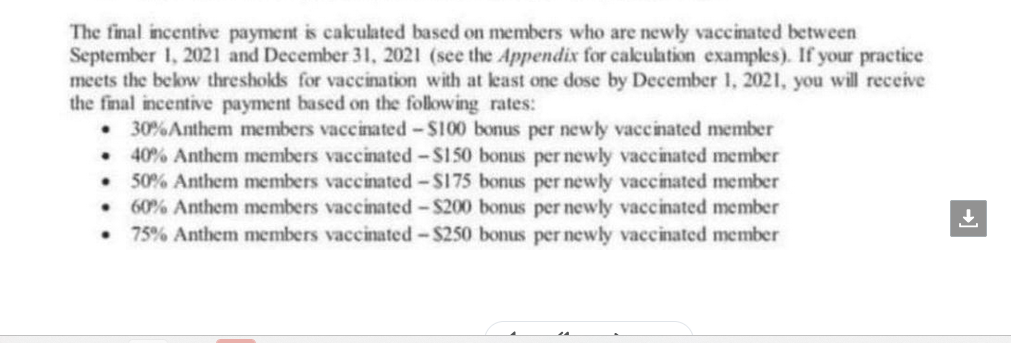 The final incentive payment is calculated based on members who are newly vaccinated between
September 1, 2021 and December 31, 2021 (see the Appendix for calculation examples). If your practice
meets the below thresholds for vaccination with at least one dose by December 1, 2021, you will receive
the final incentive payment based on the following rates:
• 30%Anthem members vaccinated – $100 bonus per newly vaccinated member
• 40% Anthem members vaccinated – $150 bonus per newly vaccinated member
• 50% Anthem members vaccinated – $175 bonus per newly vaccinated member
• 60% Anthem members vaccinated – $200 bonus per newly vaccinated member
• 75% Anthem members vaccinated – $250 bonus per newly vaccinated member